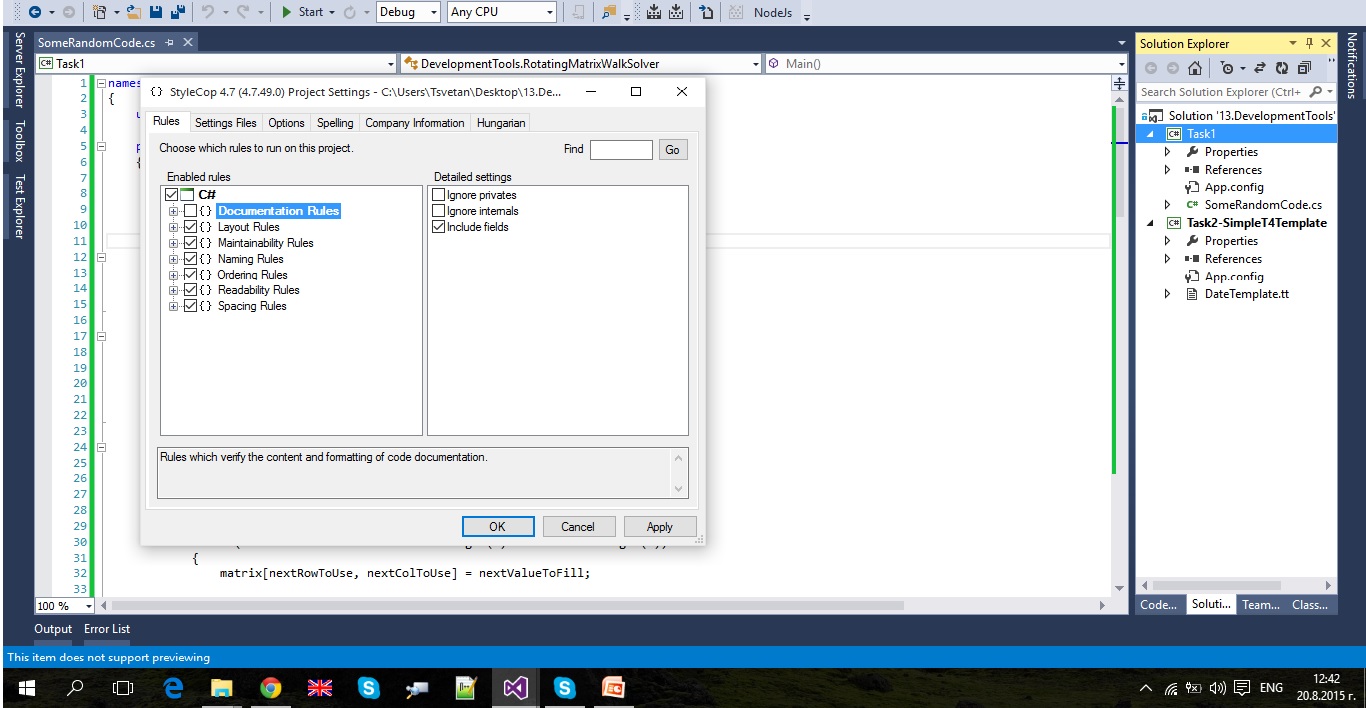 Start
Debug
Any CPU
NodeJs
Server Explorer
Toolbox
Test Explorer
SomeRandomCode.cs
Task1
DevelopmentTools.RotatingMatrixWalkSolver
Main()
1
names
2
{
3
4
5
6
7
8
9
10
11
12
13
14
15
16
17
18
19
20
21
22
23
24
25
26
27
28
29
30
31
{
32
matrix[nextRowToUse, nextColToUse] = nextValueToFill;
33
100 %
{} StyleCop 4.7 (4.7.49.0) Project Settings - C:\Users\Tsvetan\Desktop\13.De...
Rules
Settings Files
Options
Spelling
Company Information
Hungarian
Choose which rules to run on this project.
Find
Go
Enabled rules
C#
{} Documentation Rules
{} Layout Rules
{} Maintainability Rules
{} Naming Rules
{} Ordering Rules
{} Readability Rules
{} Spacing Rules
Detailed settings
Ignore privates
Ignore internals
Include fields
Rules which verify the content and formatting of code documentation.
OK
Cancel
Apply
Solution Explorer
Search Solution Explorer (Ctrl+
Solution '13.DevelopmentTools'
C# Task1
Properties
References
App.config
C# SomeRandomCode.cs
C# Task2-SimpleT4Template
Properties
References
App.config
DateTemplate.tt
Code...
Soluti...
Team...
Class...
Notifications
Output
Error List
This item does not support previewing
ENG
12:42
20.8.2015 г.